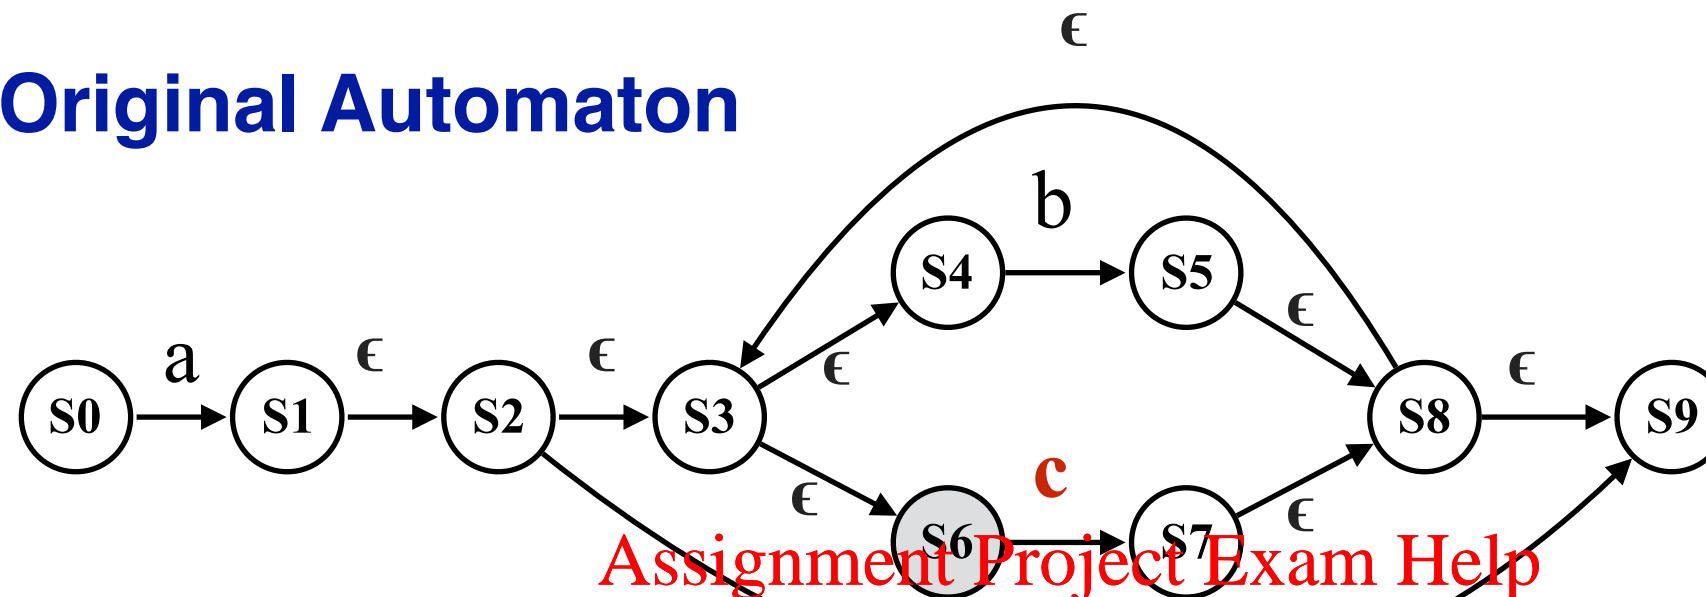 ϵ
Original Automaton
b
S4 S5
ϵ
a ϵ ϵ ϵ ϵ
S0 S1 S2 S3 S8 S9
c
ϵ ϵ
S6 S7
Assignment Project Exam Help